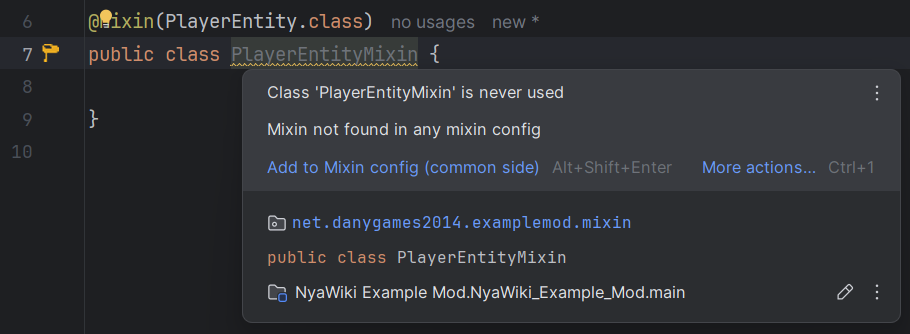 6 @Mixin(PlayerEntity.class) no usages new *
7 public class PlayerEntityMixin {
8
Class 'PlayerEntityMixin' is never used
9 }
Mixin not found in any mixin config
10
Add to Mixin config (common side) Alt+Shift+Enter More actions... Ctrl+1
net.danygames2014.examplemod.mixin
public class PlayerEntityMixin
NyaWiki Example Mod.NyaWiki_Example_Mod.main